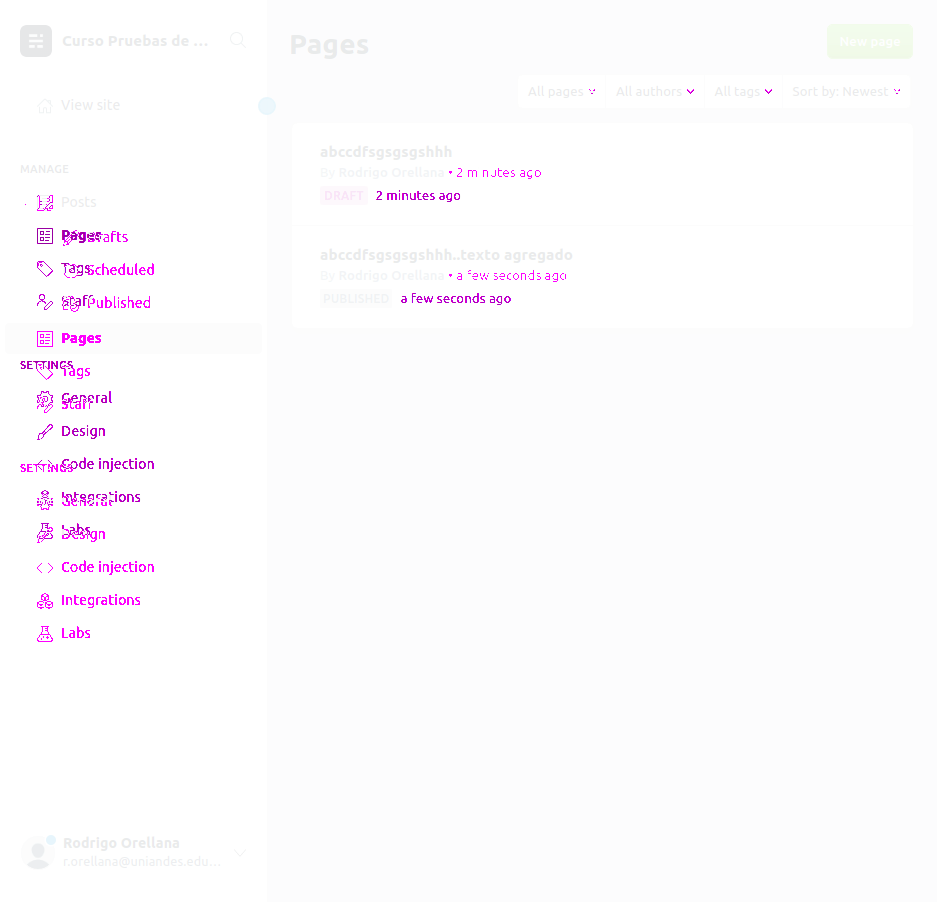 Curso Pruebas de ...
View site
MANAGE
Posts
Pages
Drafts
Tags
Scheduled
Staff
Published
Pages
SETTINGS
Tags
General
Staff
Design
Code injection
SETTINGS
Integrations
General
Labs
Design
Code injection
Integrations
Labs
Rodrigo Orellana
r.orellana@uniandes.edu...
Pages
New page
All pages
All authors
All tags
Sort by: Newest
abccdfsgsgsgshhh
By Rodrigo Orellana • 2 minutes ago
DRAFT 2 minutes ago
abccdfsgsgsgshhh..texto agregado
By Rodrigo Orellana • a few seconds ago
PUBLISHED a few seconds ago